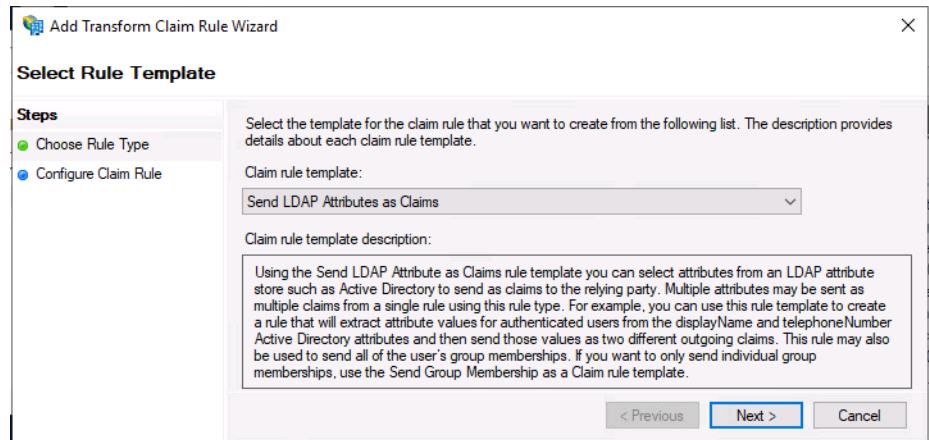 Add Transform Claim Rule Wizard
Select Rule Template
Steps
Choose Rule Type
Configure Claim Rule
Select the template for the claim rule that you want to create from the following list. The description provides
details about each claim rule template.
Claim rule template:
Send LDAP Attributes as Claims
Claim rule template description:
Using the Send LDAP Attribute as Claims rule template you can select attributes from an LDAP attribute
store such as Active Directory to send as claims to the relying party. Multiple attributes may be sent as
multiple claims from a single rule using this rule type. For example, you can use this rule template to create
a rule that will extract attribute values for authenticated users from the displayName and telephoneNumber
Active Directory attributes and then send those values as two different outgoing claims. This rule may also
be used to send all of the user's group memberships. If you want to only send individual group
memberships, use the Send Group Membership as a Claim rule template.
< Previous
Next >
Cancel